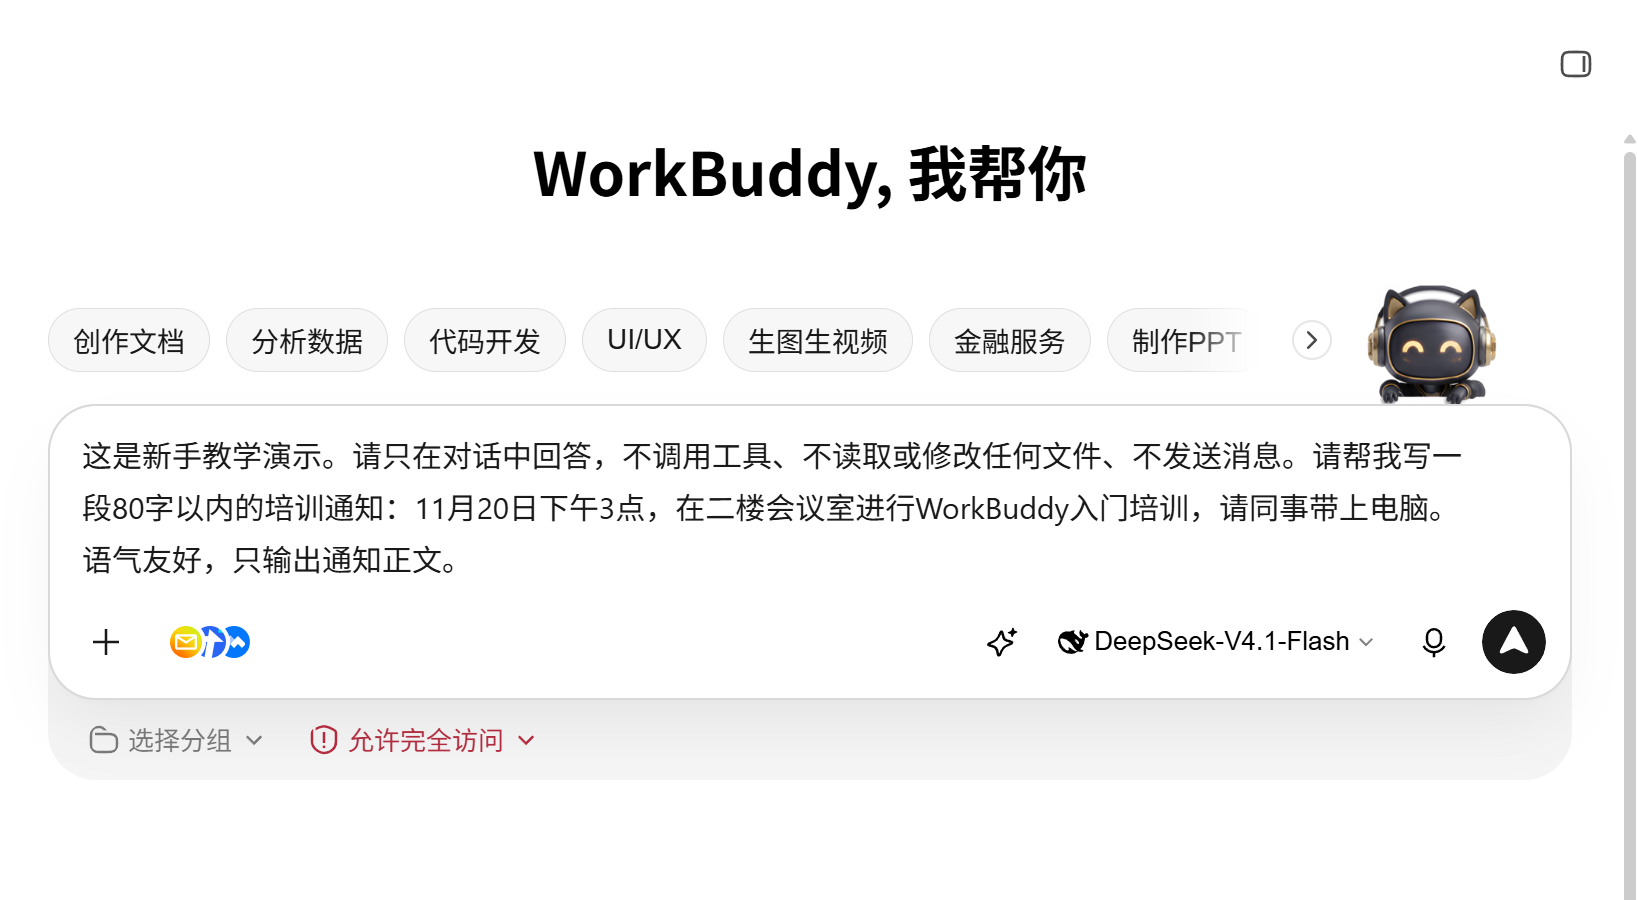 WorkBuddy, 我帮你
创作文档
分析数据
代码开发
UI/UX
生图生视频
金融服务
制作PPT
这是新手教学演示。请只在对话中回答，不调用工具、不读取或修改任何文件、不发送消息。请帮我写一
段80字以内的培训通知：11月20日下午3点，在二楼会议室进行WorkBuddy入门培训，请同事带上电脑。
语气友好，只输出通知正文。
DeepSeek-V4.1-Flash
选择分组
允许完全访问